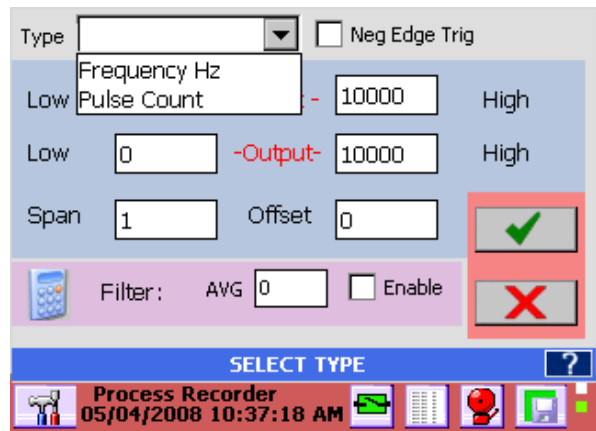 Type Neg Edge Trig
Frequency Hz
Pulse Count
Low - 10000 High
Low 0 -Output- 10000 High
Span 1 Offset 0
Filter: AVG 0 Enable
SELECT TYPE ?
Process Recorder
05/04/2008 10:37:18 AM